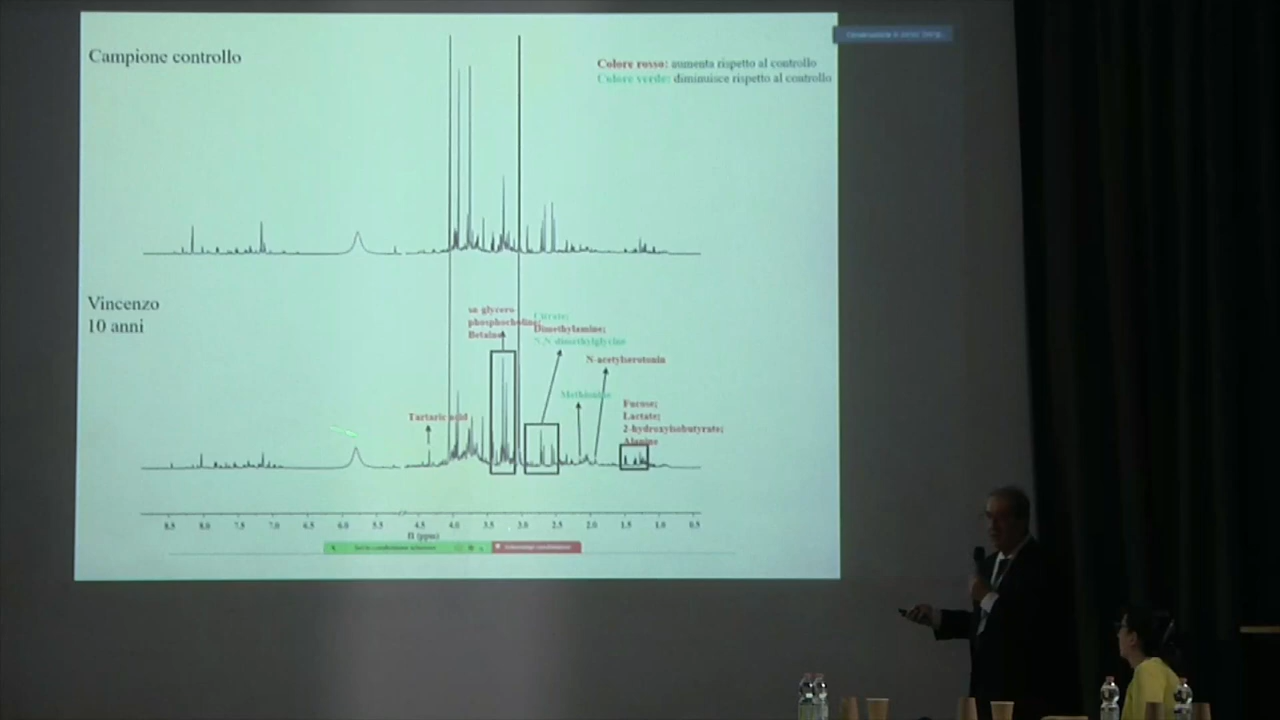 Campione controllo
Colore rosso: aumenta rispetto al controllo
Colore verde: diminuisce rispetto al controllo
Vincenzo
10 anni
sn glycero
phosphocholine;
Betaine
Citrate;
Dimethylamine;
N,N dimethylglycine
N-acetylserotonin
Methionine
Tartaric acid
Fucose;
Lactate;
2-hydroxyisobutyrate;
Alanine
8.5 8.0 7.5 7.0 6.5 6.0 5.5 4.5 4.0 3.5 3.0 2.5 2.0 1.5 1.0 0.5
f1 (ppm)